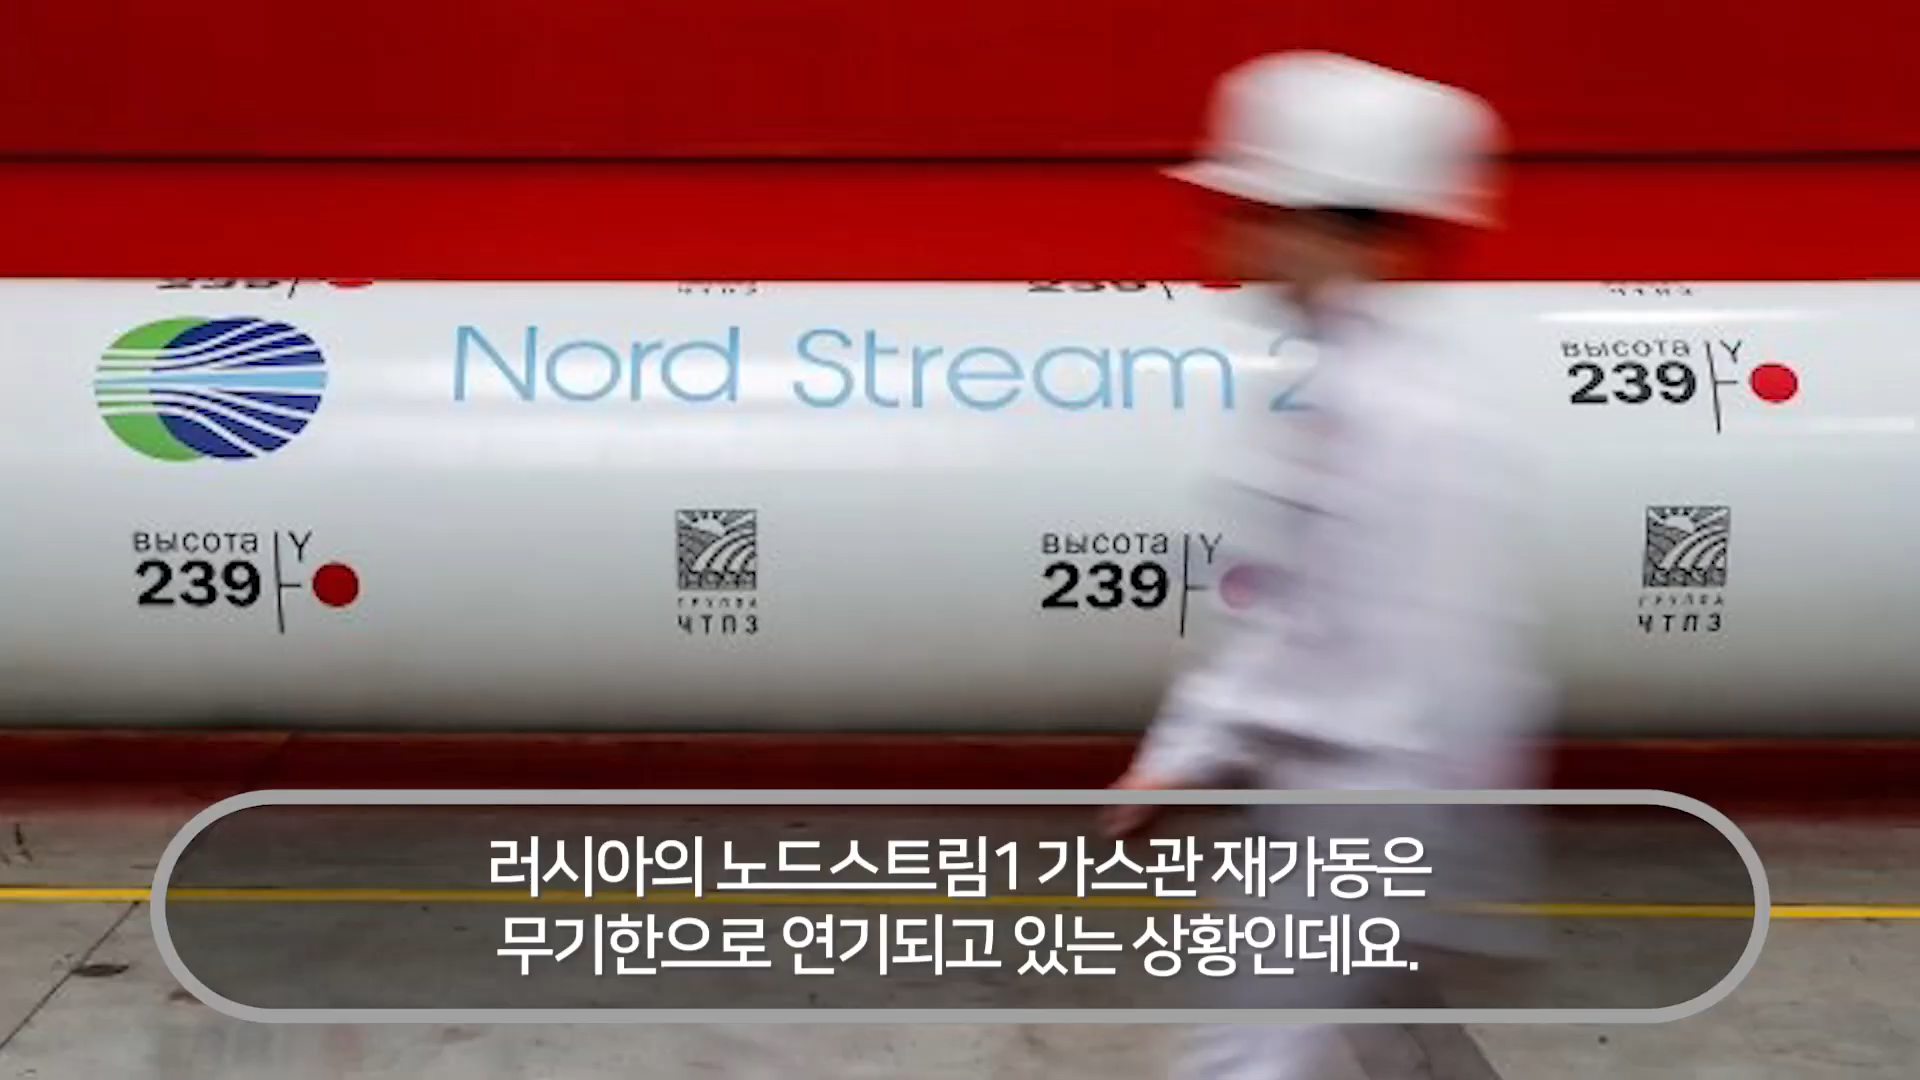 Nord Stream 2
ВЫСОТА Y
239
ВЫСОТА Y
239
ГРУППА
ЧТПЗ
ВЫСОТА Y
239
ГРУППА
ЧТПЗ
러시아의 노드스트림1 가스관 재가동은
무기한으로 연기되고 있는 상황인데요.